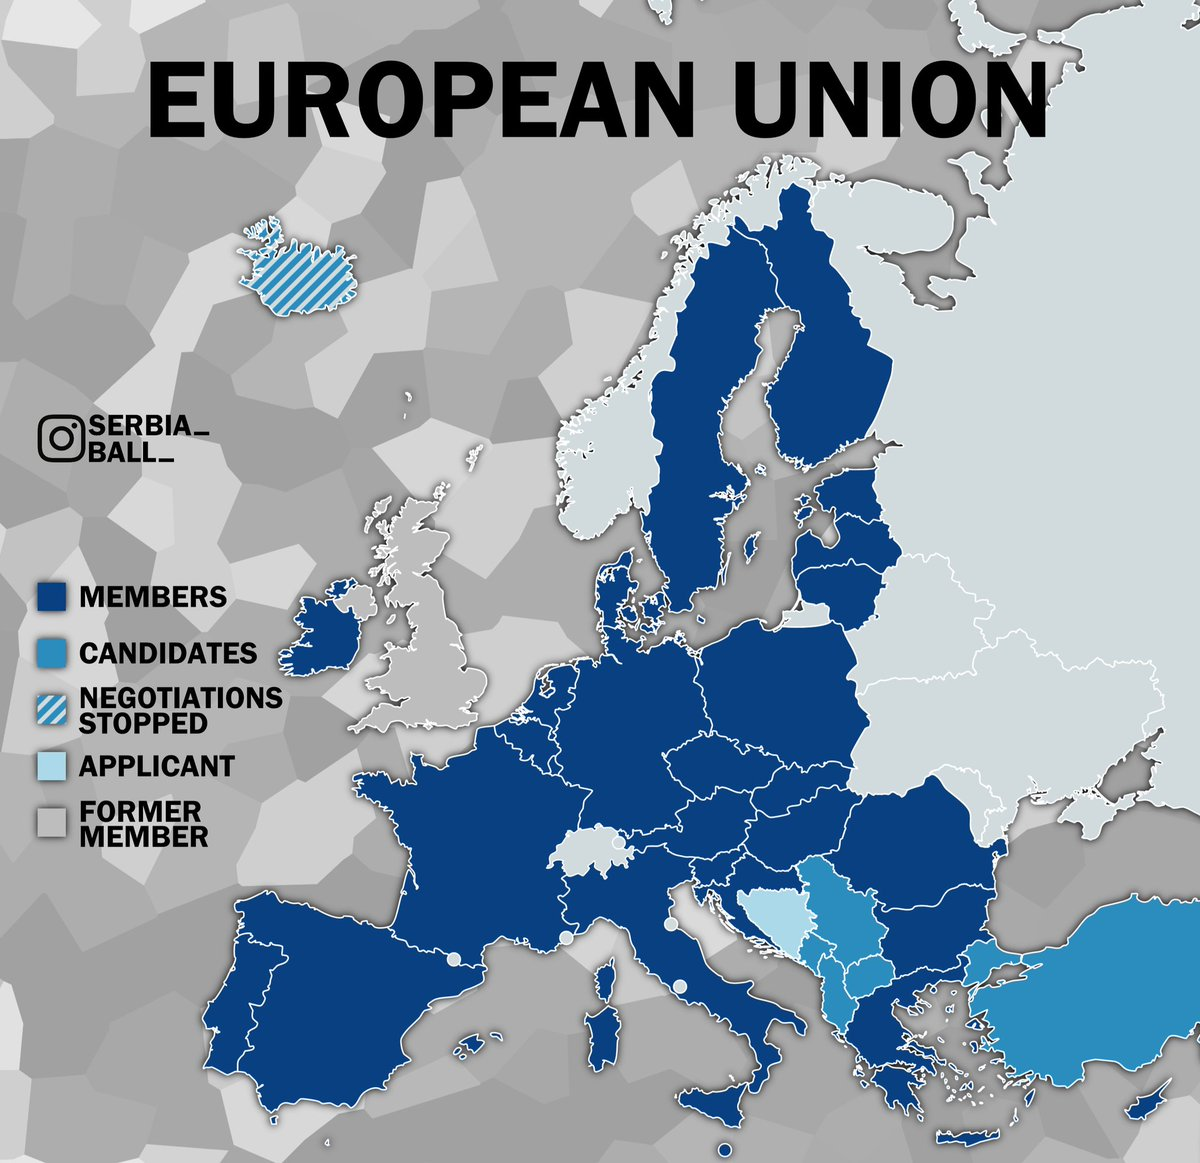 EUROPEAN UNION
SERBIA_
BALL_
MEMBERS
CANDIDATES
NEGOTIATIONS
STOPPED
APPLICANT
FORMER
MEMBER